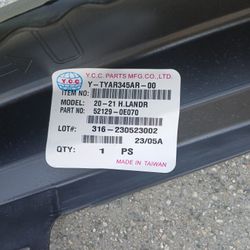 Y.C.C. PARTS MFG.CO.,LTD.
Y-TYAR345AR-00
ITEM NO:
MODEL: 20-21 H.LANDR
PART NO: 52129-0E070
LOT#: 316-230523002
23/05A
QTY: 1 PS
MADE IN TAIWAN